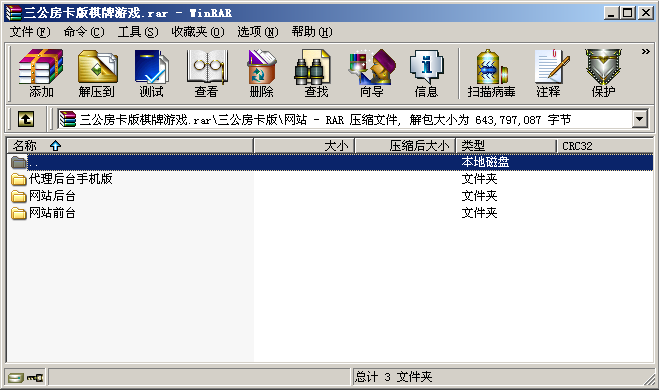 三公房卡版棋牌游戏.rar - WinRAR
文件(F) 命令(C) 工具(S) 收藏夹(O) 选项(N) 帮助(H)
添加 解压到 测试 查看 删除 查找 向导 信息 扫描病毒 注释 保护 »
三公房卡版棋牌游戏.rar\三公房卡版\网站 - RAR 压缩文件, 解包大小为 643,797,087 字节
名称 大小 压缩后大小 类型 CRC32
.. 本地磁盘
代理后台手机版 文件夹
网站后台 文件夹
网站前台 文件夹
总计 3 文件夹